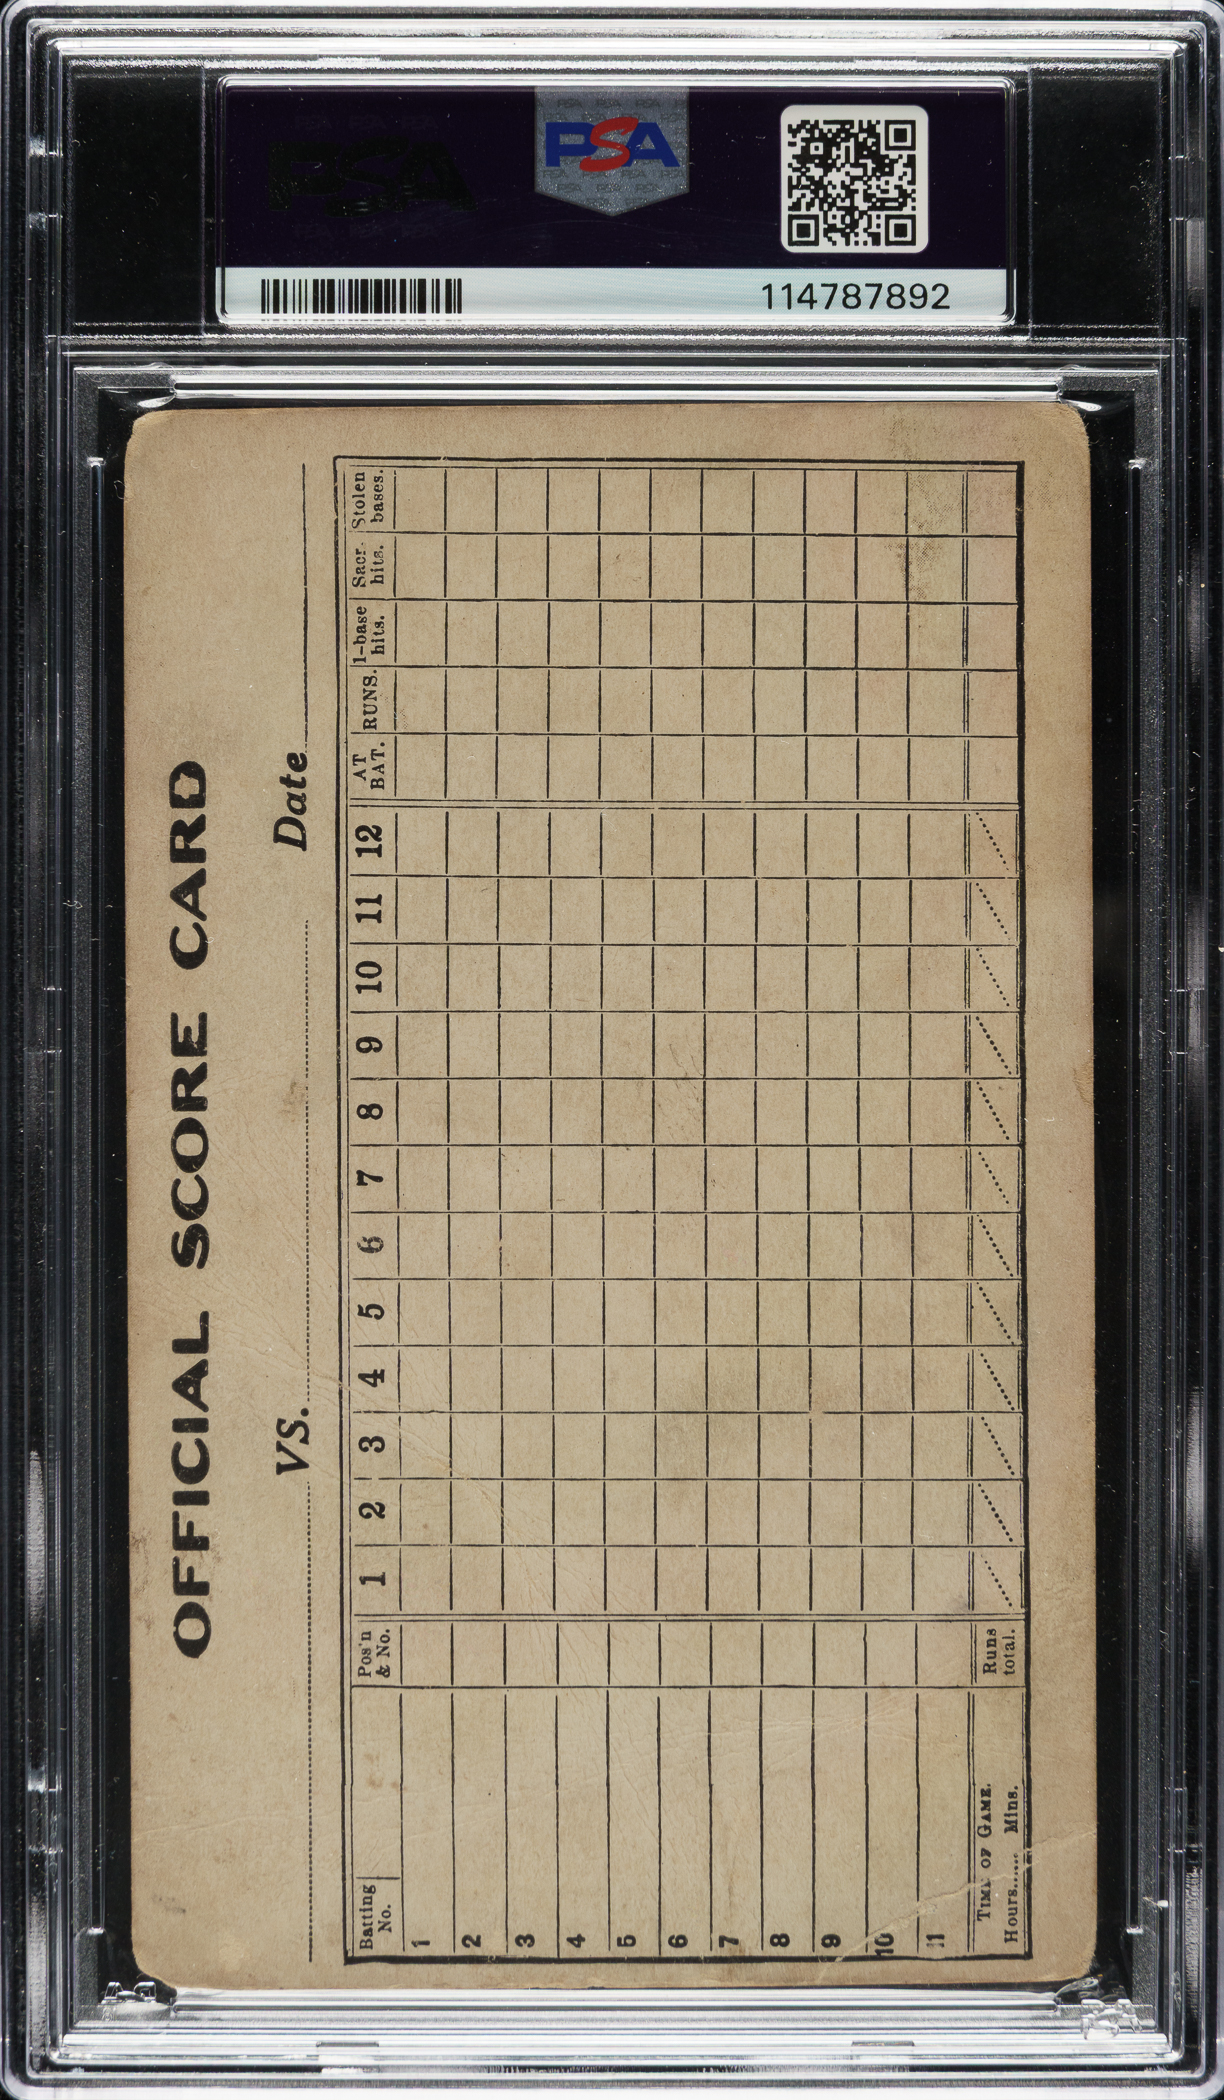 PSA
114787892
OFFICIAL SCORE CARD
VS. Date
Batting No. Pos'n & No. 1 2 3 4 5 6 7 8 9 10 11 12 AT BAT. RUNS. 1-base hits. Sacr. hits. Stolen bases.
1
2
3
4
5
6
7
8
9
10
11
TIME OF GAME. Runs
Hours...... Mins. total.